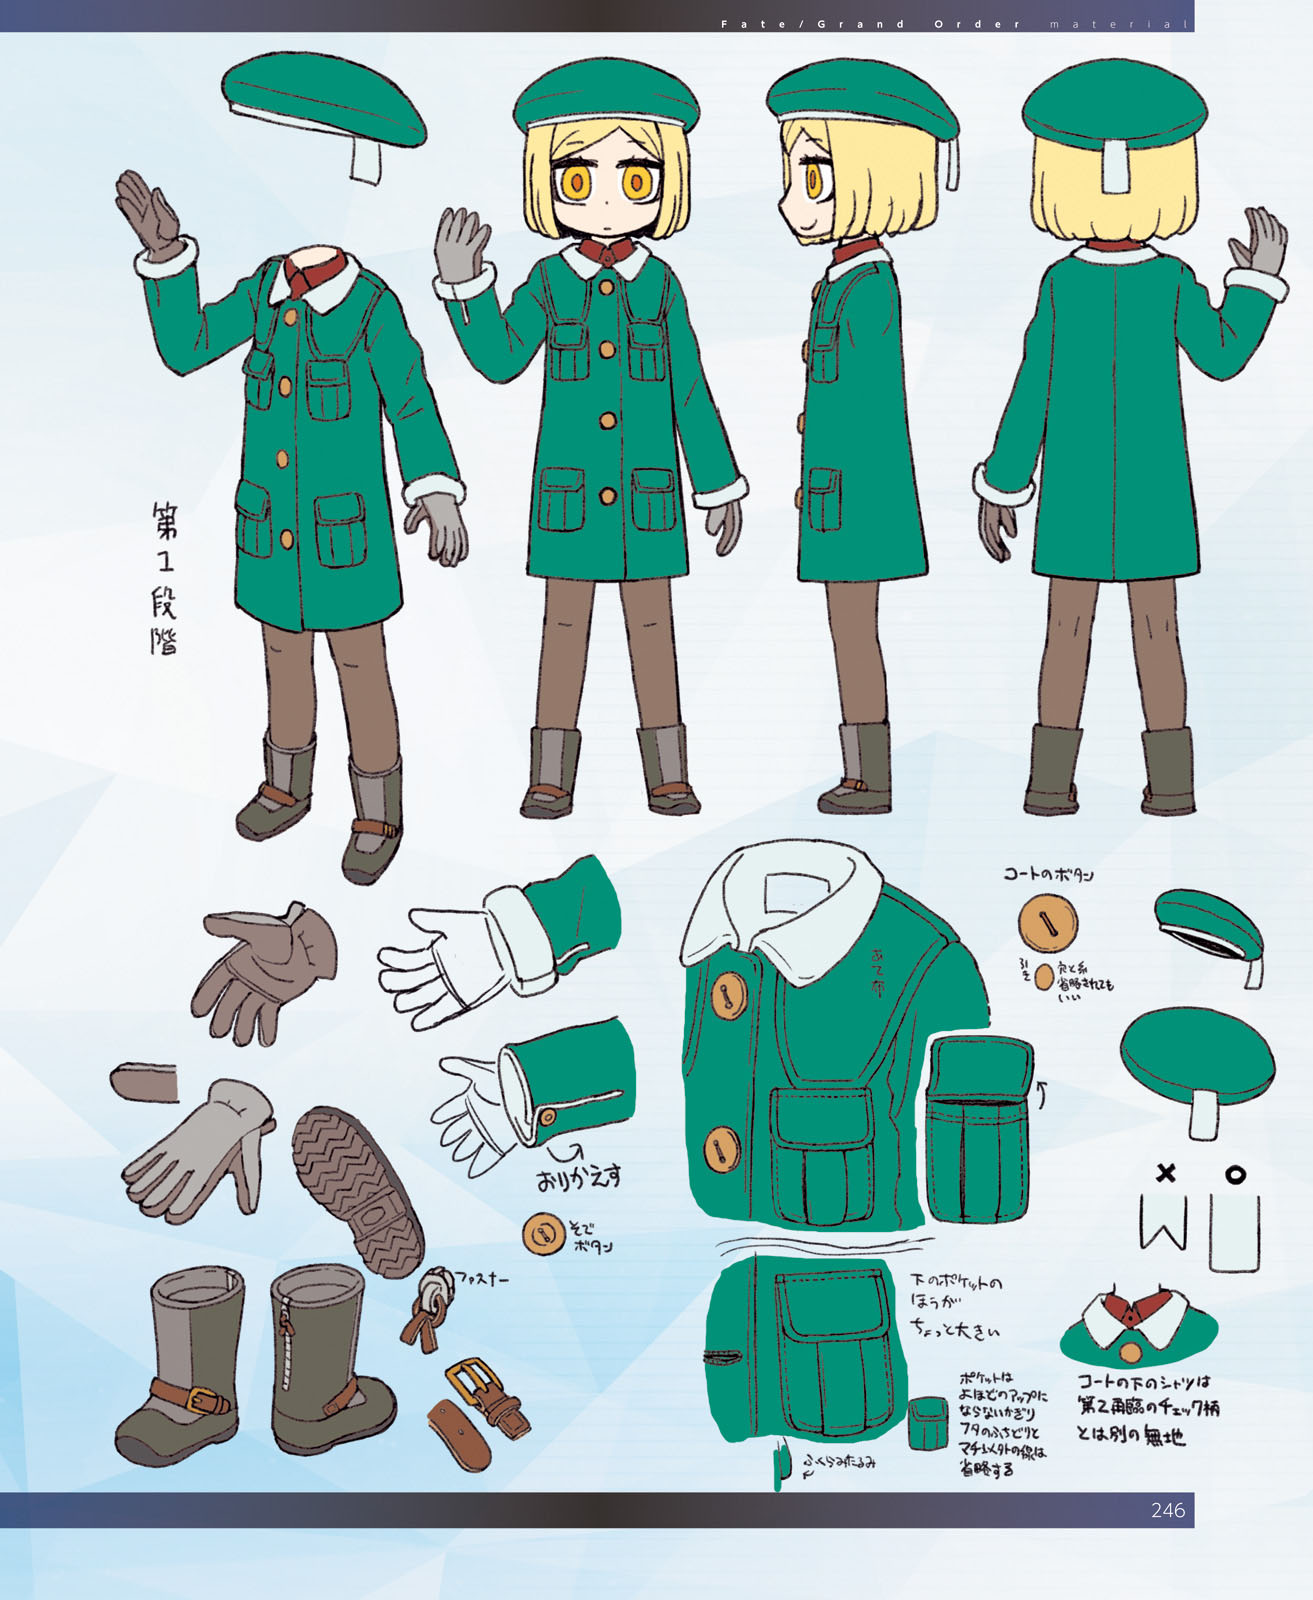 Fate/Grand Order material
第1段階
コートのボタン
引き
穴と糸
省略されても
いい
あて布
おりかえす
そで
ボタン
ファスナー
下のポケットの
ほうが
ちょっと大きい
ポケットは
よほどのアップに
ならないかぎり
フタのふちどりと
マチ以外の線は
省略する
ふくらみたるみ
コートの下のシャツは
第2再臨のチェック柄
とは別の無地
246